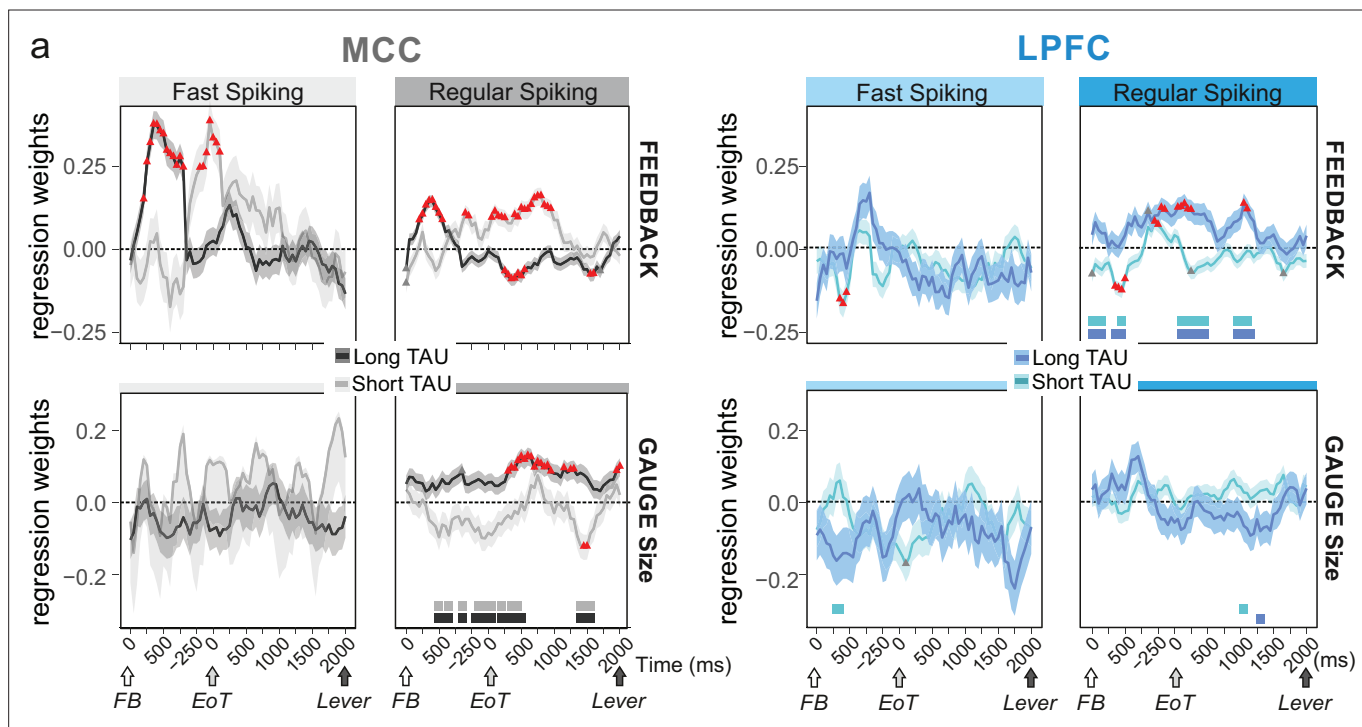 a
MCC
LPFC
Fast Spiking
Regular Spiking
Fast Spiking
Regular Spiking
regression weights
0.25
0.00
−0.25
FEEDBACK
regression weights
0.25
0.00
−0.25
FEEDBACK
Long TAU
Short TAU
Long TAU
Short TAU
regression weights
0.2
0.0
−0.2
GAUGE Size
regression weights
0.2
0.0
−0.2
GAUGE Size
0 500 −250 0 500 1000 1500 2000
0 500 −250 0 500 1000 1500 2000
Time (ms)
0 500 −250 0 500 1000 1500 2000
0 500 −250 0 500 1000 1500 2000
(ms)
FB EoT Lever
FB EoT Lever
FB EoT Lever
FB EoT Lever